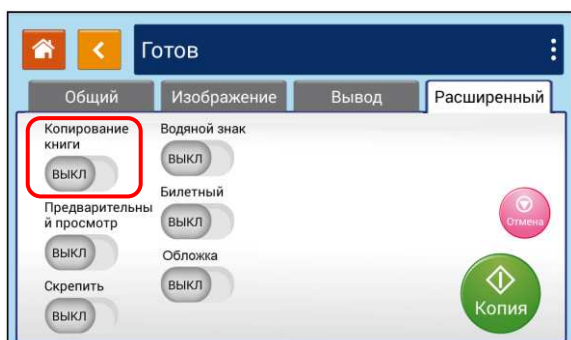 Готов
Общий
Изображение
Вывод
Расширенный
Копирование
книги
ВЫКЛ
Водяной знак
ВЫКЛ
Предварительны
й просмотр
ВЫКЛ
Билетный
ВЫКЛ
Скрепить
ВЫКЛ
Обложка
ВЫКЛ
Отмена
Копия